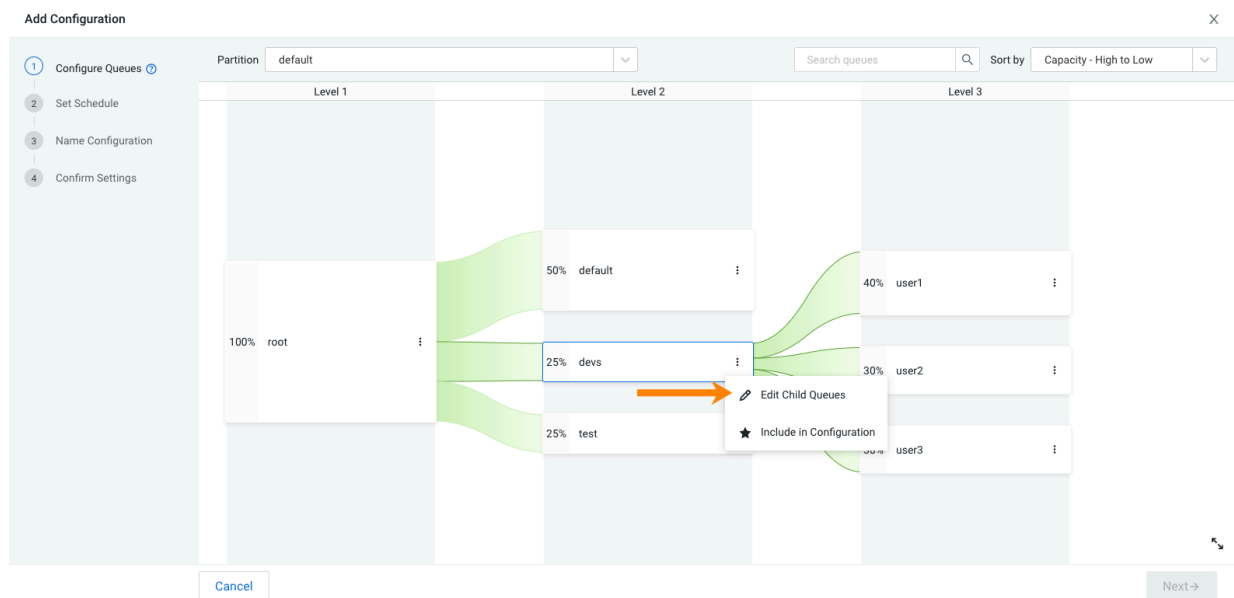 Add Configuration
1 Configure Queues
2 Set Schedule
3 Name Configuration
4 Confirm Settings
Partition default
Search queues
Sort by Capacity - High to Low
Level 1
Level 2
Level 3
100% root
50% default
25% devs
25% test
Edit Child Queues
Include in Configuration
40% user1
30% user2
user3
Cancel
Next